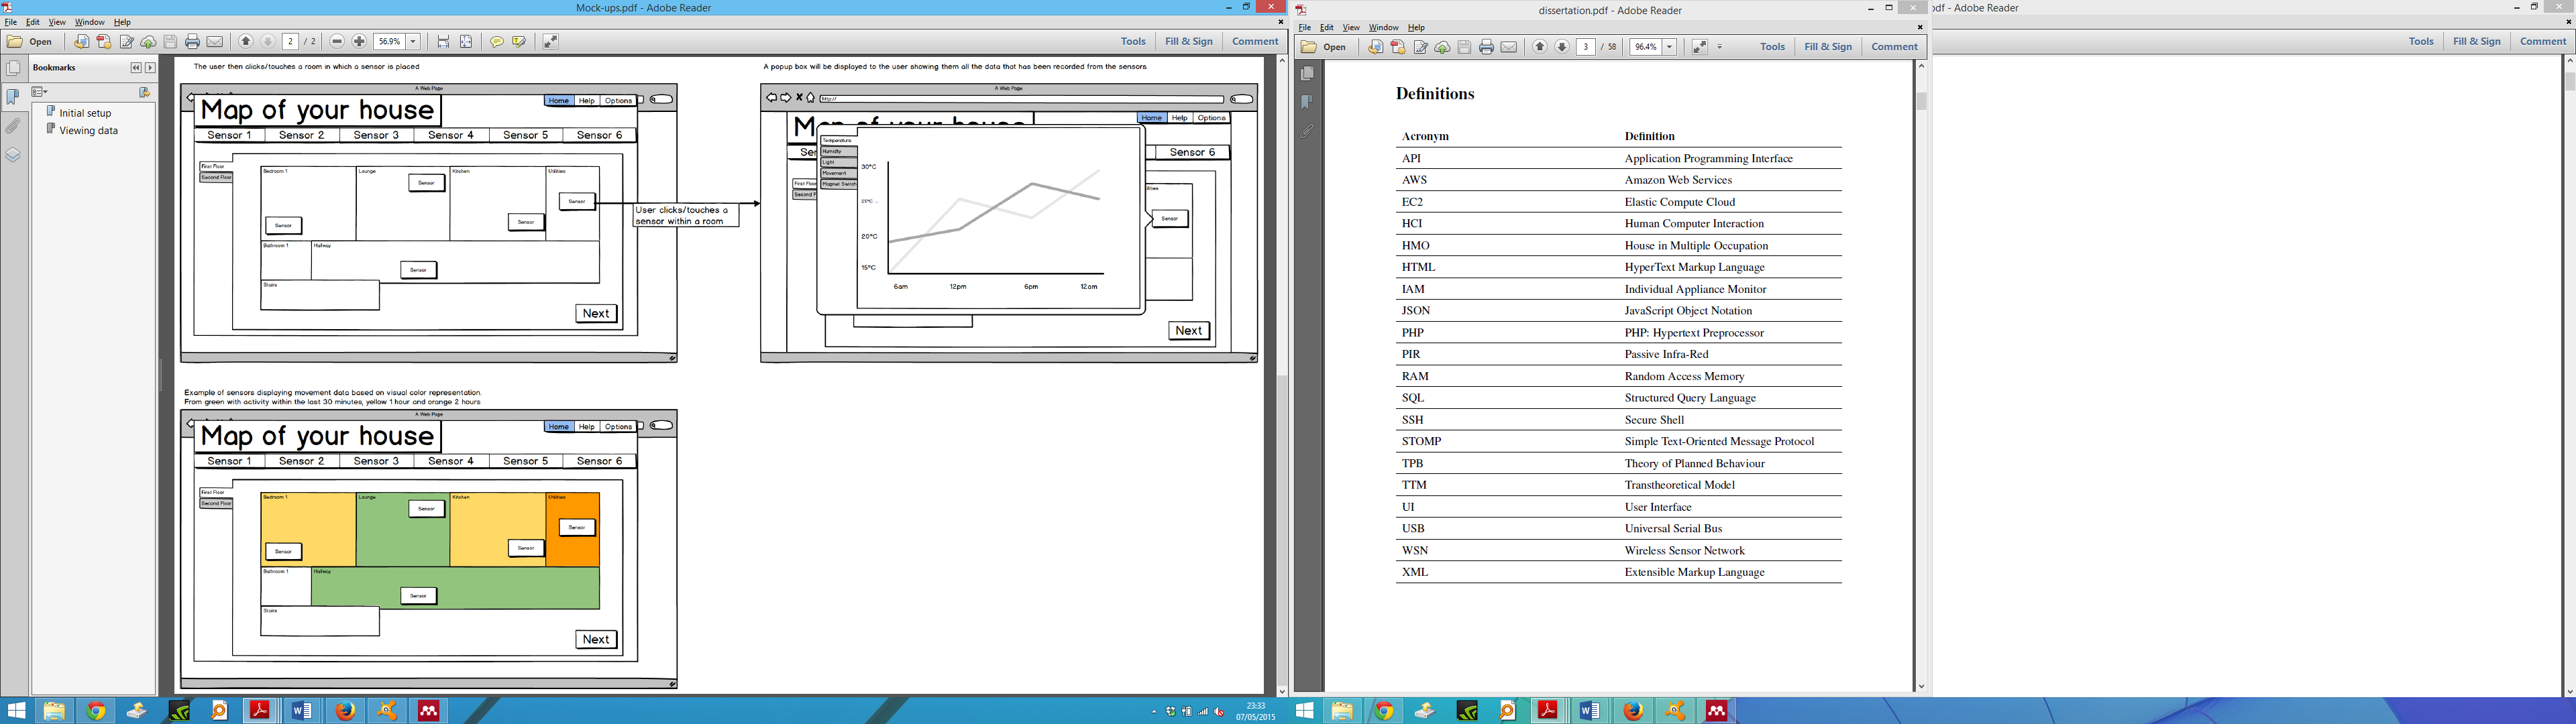 Mock-ups.pdf - Adobe Reader
File Edit View Window Help
Open 2 / 2 56.9% Tools Fill & Sign Comment
Bookmarks
Initial setup
Viewing data
The user then clicks/touches a room in which a sensor is placed
A Web Page
Map of your house
Home Help Options
Sensor 1 Sensor 2 Sensor 3 Sensor 4 Sensor 5 Sensor 6
First Floor
Second Floor
Bedroom 1 Lounge Kitchen Utilities
Sensor
Sensor
Sensor
Sensor
Bathroom 1 Hallway
Sensor
Stairs
Next
User clicks/touches a
sensor within a room
A popup box will be displayed to the user showing them all the data that has been recorded from the sensors
A Web Page
http://
Home Help Options
Map of your house
Sensor 6
Temperature
Humidity
Light
Movement
Magnet Switch
First Floor
30°C
25°C
20°C
15°C
6am 12pm 6pm 12am
Sensor
Next
Example of sensors displaying movement data based on visual color representation.
From green with activity within the last 30 minutes, yellow 1 hour and orange 2 hours
A Web Page
Map of your house
Home Help Options
Sensor 1 Sensor 2 Sensor 3 Sensor 4 Sensor 5 Sensor 6
First Floor
Second Floor
Bedroom 1 Lounge Kitchen Utilities
Sensor
Sensor
Sensor
Sensor
Bathroom 1 Hallway
Sensor
Stairs
Next
23:33
07/05/2015
dissertation.pdf - Adobe Reader
File Edit View Window Help
Open 3 / 58 96.4% Tools Fill & Sign Comment
Definitions
Acronym Definition
API Application Programming Interface
AWS Amazon Web Services
EC2 Elastic Compute Cloud
HCI Human Computer Interaction
HMO House in Multiple Occupation
HTML HyperText Markup Language
IAM Individual Appliance Monitor
JSON JavaScript Object Notation
PHP PHP: Hypertext Preprocessor
PIR Passive Infra-Red
RAM Random Access Memory
SQL Structured Query Language
SSH Secure Shell
STOMP Simple Text-Oriented Message Protocol
TPB Theory of Planned Behaviour
TTM Transtheoretical Model
UI User Interface
USB Universal Serial Bus
WSN Wireless Sensor Network
XML Extensible Markup Language
pdf - Adobe Reader
Tools Fill & Sign Comment